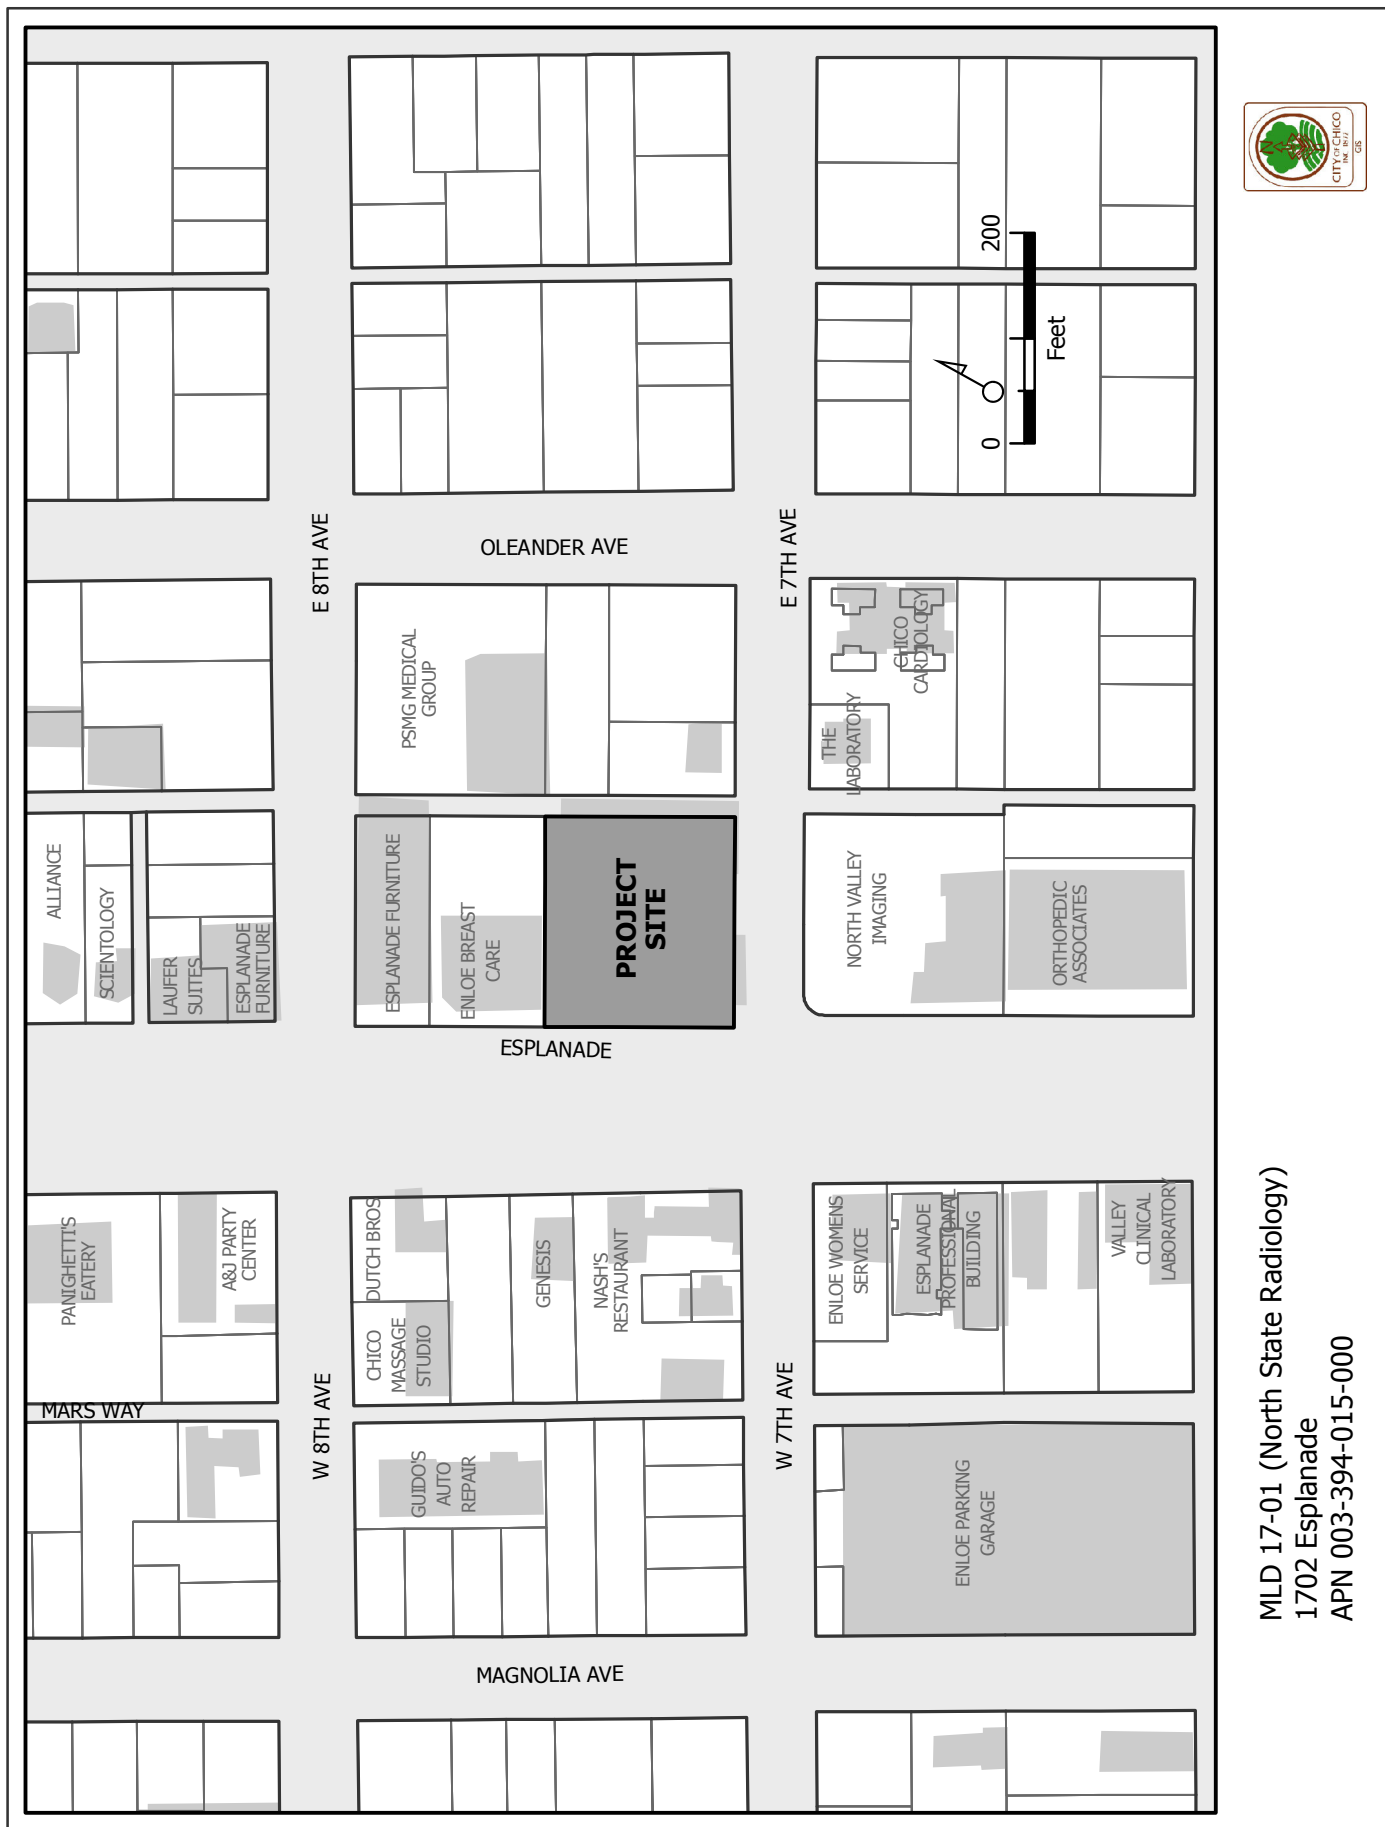 ALLIANCE
SCIENTOLOGY
LAUFER
SUITES
ESPLANADE
FURNITURE
PANIGHETTI'S
EATERY
A&J PARTY
CENTER
MARS WAY
E 8TH AVE
W 8TH AVE
OLEANDER AVE
PSMG MEDICAL
GROUP
ESPLANADE FURNITURE
ENLOE BREAST
CARE
PROJECT
SITE
ESPLANADE
DUTCH BROS
CHICO
MASSAGE
STUDIO
GENESIS
NASH'S
RESTAURANT
GUIDO'S
AUTO
REPAIR
MAGNOLIA AVE
E 7TH AVE
W 7TH AVE
THE
LABORATORY
CHICO
CARDIOLOGY
NORTH VALLEY
IMAGING
ORTHOPEDIC
ASSOCIATES
ENLOE WOMENS
SERVICE
ESPLANADE
PROFESSIONAL
BUILDING
VALLEY
CLINICAL
LABORATORY
ENLOE PARKING
GARAGE
0
200
Feet
N
CITY OF CHICO
INC. 1872
GIS
MLD 17-01 (North State Radiology)
1702 Esplanade
APN 003-394-015-000